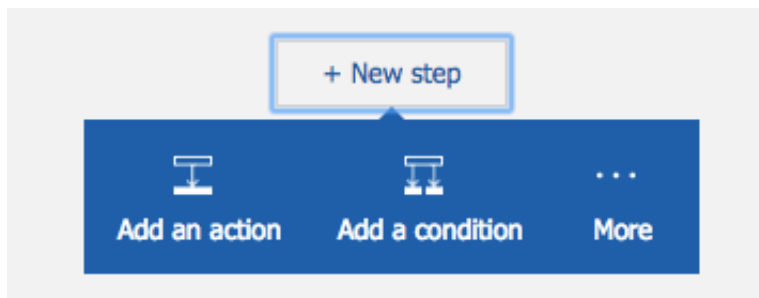 + New step
Add an action
Add a condition
More